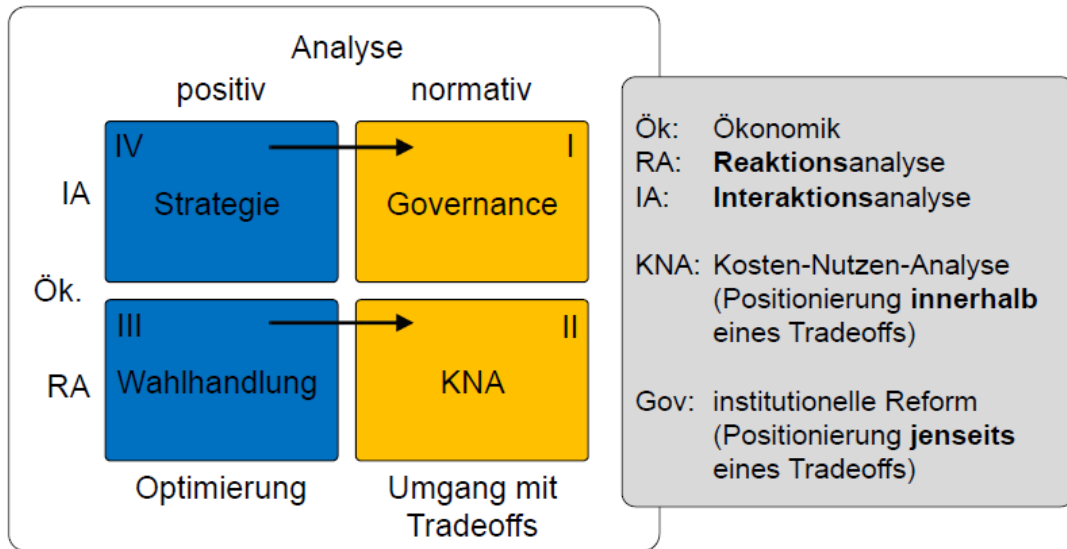 Analyse
positiv normativ
IV I
IA
Strategie Governance
Ök.
III II
RA
Wahlhandlung KNA
Optimierung Umgang mit
Tradeoffs
Ök: Ökonomik
RA: Reaktionsanalyse
IA: Interaktionsanalyse
KNA: Kosten-Nutzen-Analyse
(Positionierung innerhalb
eines Tradeoffs)
Gov: institutionelle Reform
(Positionierung jenseits
eines Tradeoffs)